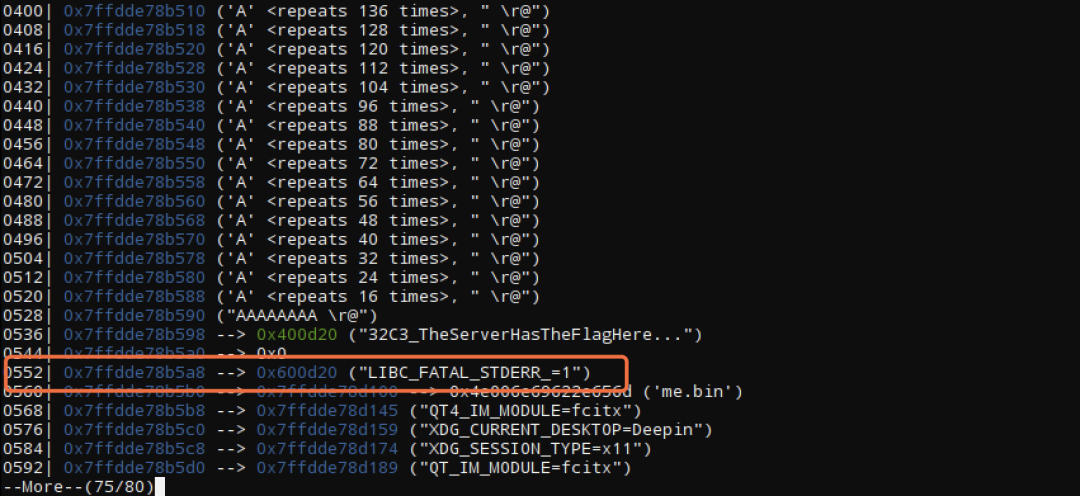 0400| 0x7ffdde78b510 ('A' <repeats 136 times>, " \r@")
0408| 0x7ffdde78b518 ('A' <repeats 128 times>, " \r@")
0416| 0x7ffdde78b520 ('A' <repeats 120 times>, " \r@")
0424| 0x7ffdde78b528 ('A' <repeats 112 times>, " \r@")
0432| 0x7ffdde78b530 ('A' <repeats 104 times>, " \r@")
0440| 0x7ffdde78b538 ('A' <repeats 96 times>, " \r@")
0448| 0x7ffdde78b540 ('A' <repeats 88 times>, " \r@")
0456| 0x7ffdde78b548 ('A' <repeats 80 times>, " \r@")
0464| 0x7ffdde78b550 ('A' <repeats 72 times>, " \r@")
0472| 0x7ffdde78b558 ('A' <repeats 64 times>, " \r@")
0480| 0x7ffdde78b560 ('A' <repeats 56 times>, " \r@")
0488| 0x7ffdde78b568 ('A' <repeats 48 times>, " \r@")
0496| 0x7ffdde78b570 ('A' <repeats 40 times>, " \r@")
0504| 0x7ffdde78b578 ('A' <repeats 32 times>, " \r@")
0512| 0x7ffdde78b580 ('A' <repeats 24 times>, " \r@")
0520| 0x7ffdde78b588 ('A' <repeats 16 times>, " \r@")
0528| 0x7ffdde78b590 ("AAAAAAAA \r@")
0536| 0x7ffdde78b598 --> 0x400d20 ("32C3_TheServerHasTheFlagHere...")
0544| 0x7ffdde78b5a0 --> 0x0
0552| 0x7ffdde78b5a8 --> 0x600d20 ("LIBC_FATAL_STDERR_=1")
0560| --> --> ('me.bin')
0568| 0x7ffdde78b5b8 --> 0x7ffdde78d145 ("QT4_IM_MODULE=fcitx")
0576| 0x7ffdde78b5c0 --> 0x7ffdde78d159 ("XDG_CURRENT_DESKTOP=Deepin")
0584| 0x7ffdde78b5c8 --> 0x7ffdde78d174 ("XDG_SESSION_TYPE=x11")
0592| 0x7ffdde78b5d0 --> 0x7ffdde78d189 ("QT_IM_MODULE=fcitx")
--More--(75/80)